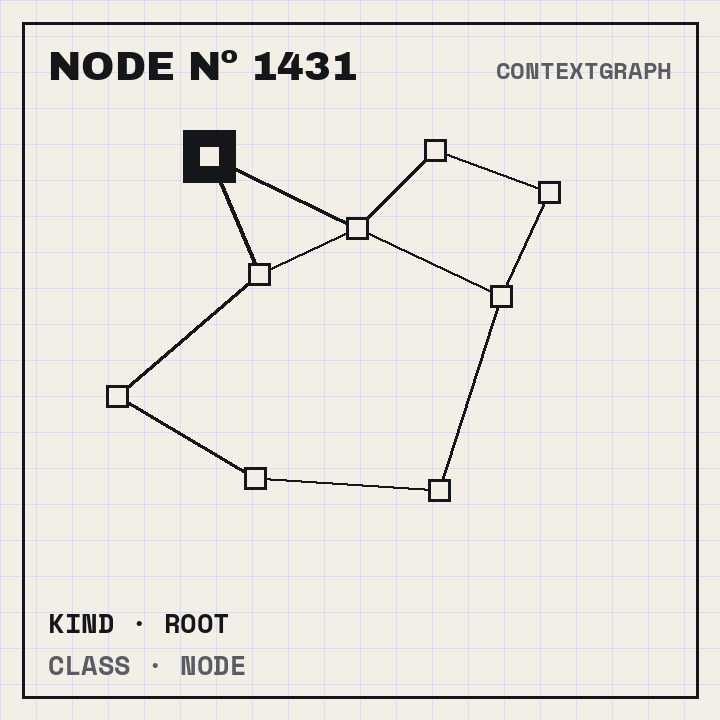 NODE Nº 1431
CONTEXTGRAPH
KIND · ROOT
CLASS · NODE